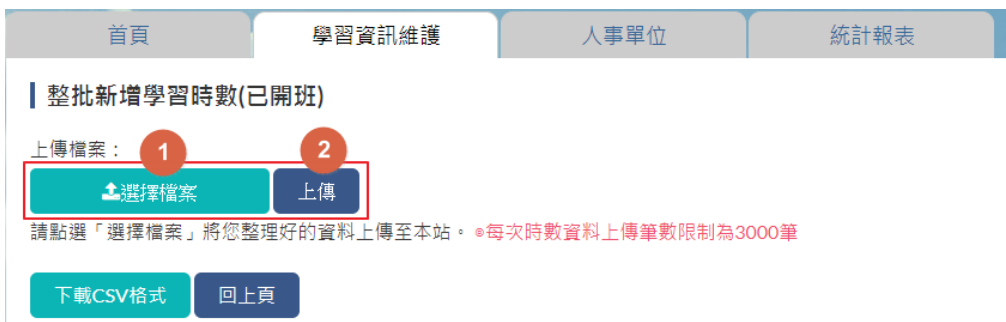 首頁 學習資訊維護 人事單位 統計報表
整批新增學習時數(已開班)
上傳檔案：
1 2
選擇檔案 上傳
請點選「選擇檔案」將您整理好的資料上傳至本站。 ⊙每次時數資料上傳筆數限制為3000筆
下載CSV格式 回上頁